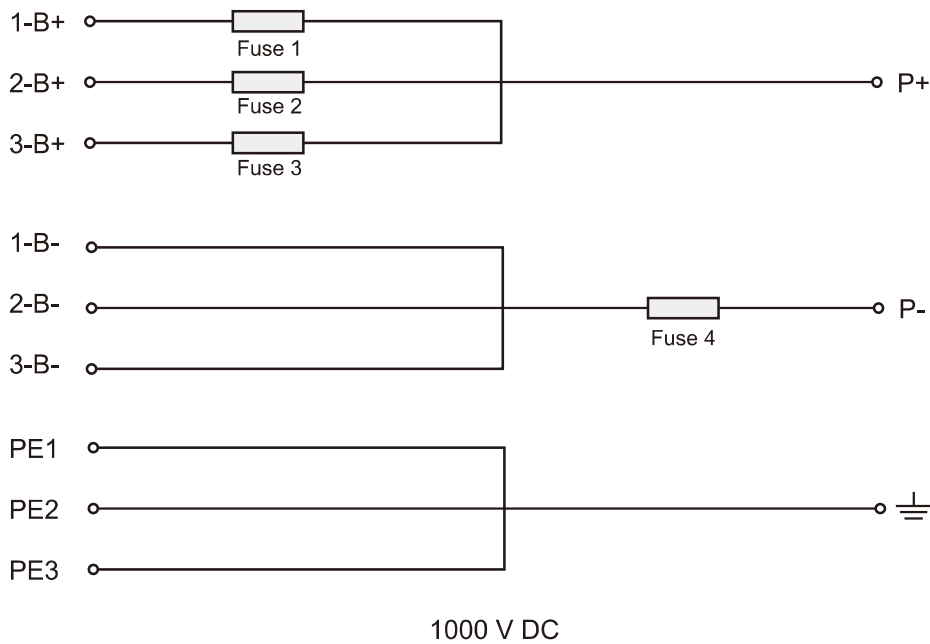 1-B+
Fuse 1
2-B+
P+
Fuse 2
3-B+
Fuse 3
1-B-
2-B-
P-
Fuse 4
3-B-
PE1
PE2
PE3
1000 V DC